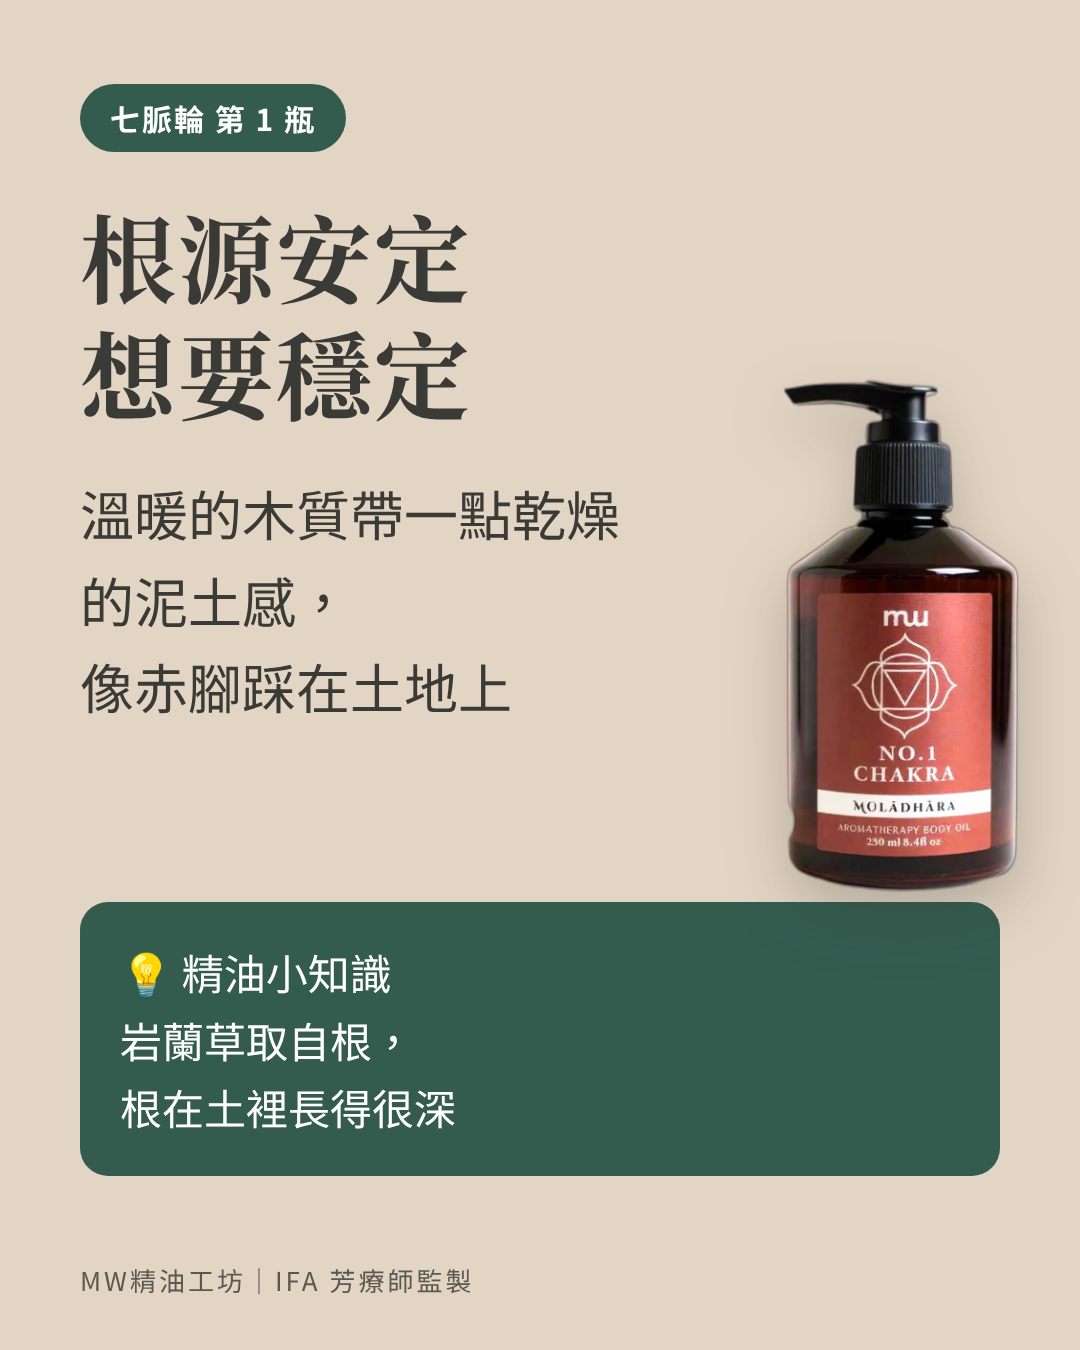 七脈輪 第 1 瓶
根源安定
想要穩定
溫暖的木質帶一點乾燥
的泥土感，
像赤腳踩在土地上
mw
NO.1
CHAKRA
MOLĀDHĀRA
AROMATHERAPY BODY OIL
250 ml 8.4fl oz
💡 精油小知識
岩蘭草取自根，
根在土裡長得很深
MW精油工坊｜IFA 芳療師監製